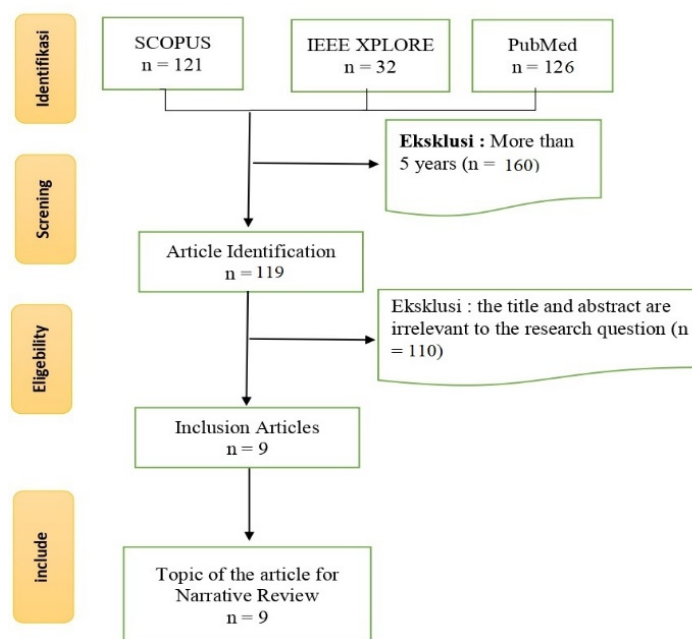 Identifikasi
SCOPUS
n = 121
IEEE XPLORE
n = 32
PubMed
n = 126
Eksklusi : More than
5 years (n = 160)
Screning
Article Identification
n = 119
Eksklusi : the title and abstract are
irrelevant to the research question (n
= 110)
Eligebility
Inclusion Articles
n = 9
include
Topic of the article for
Narrative Review
n = 9